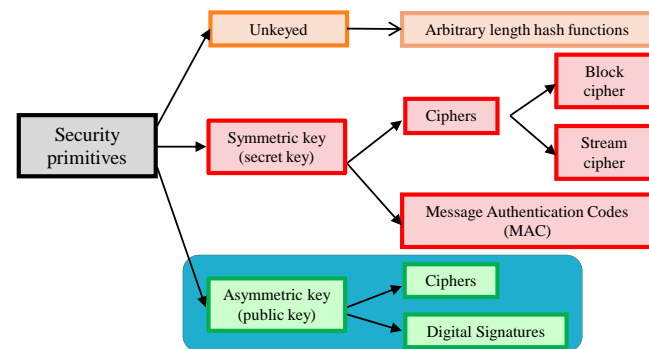 Unkeyed
Arbitrary length hash functions
Security
primitives
Symmetric key
(secret key)
Ciphers
Block
cipher
Stream
cipher
Message Authentication Codes
(MAC)
Asymmetric key
(public key)
Ciphers
Digital Signatures